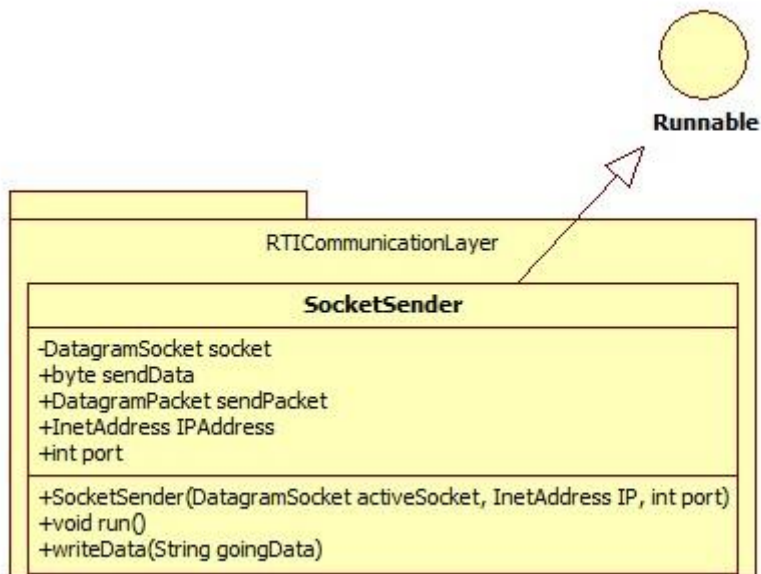 Runnable
RTICommunicationLayer
SocketSender
-DatagramSocket socket
+byte sendData
+DatagramPacket sendPacket
+InetAddress IPAddress
+int port
+SocketSender(DatagramSocket activeSocket, InetAddress IP, int port)
+void run()
+writeData(String goingData)